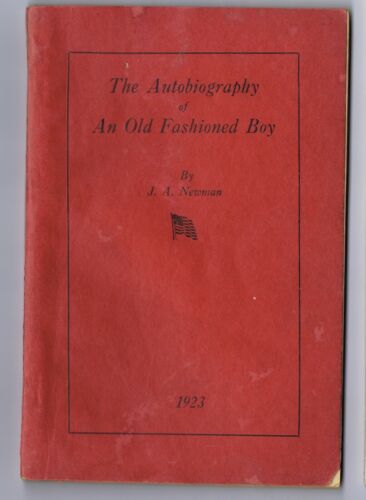 The Autobiography
of
An Old Fashioned Boy
By
J. A. Newman
1923